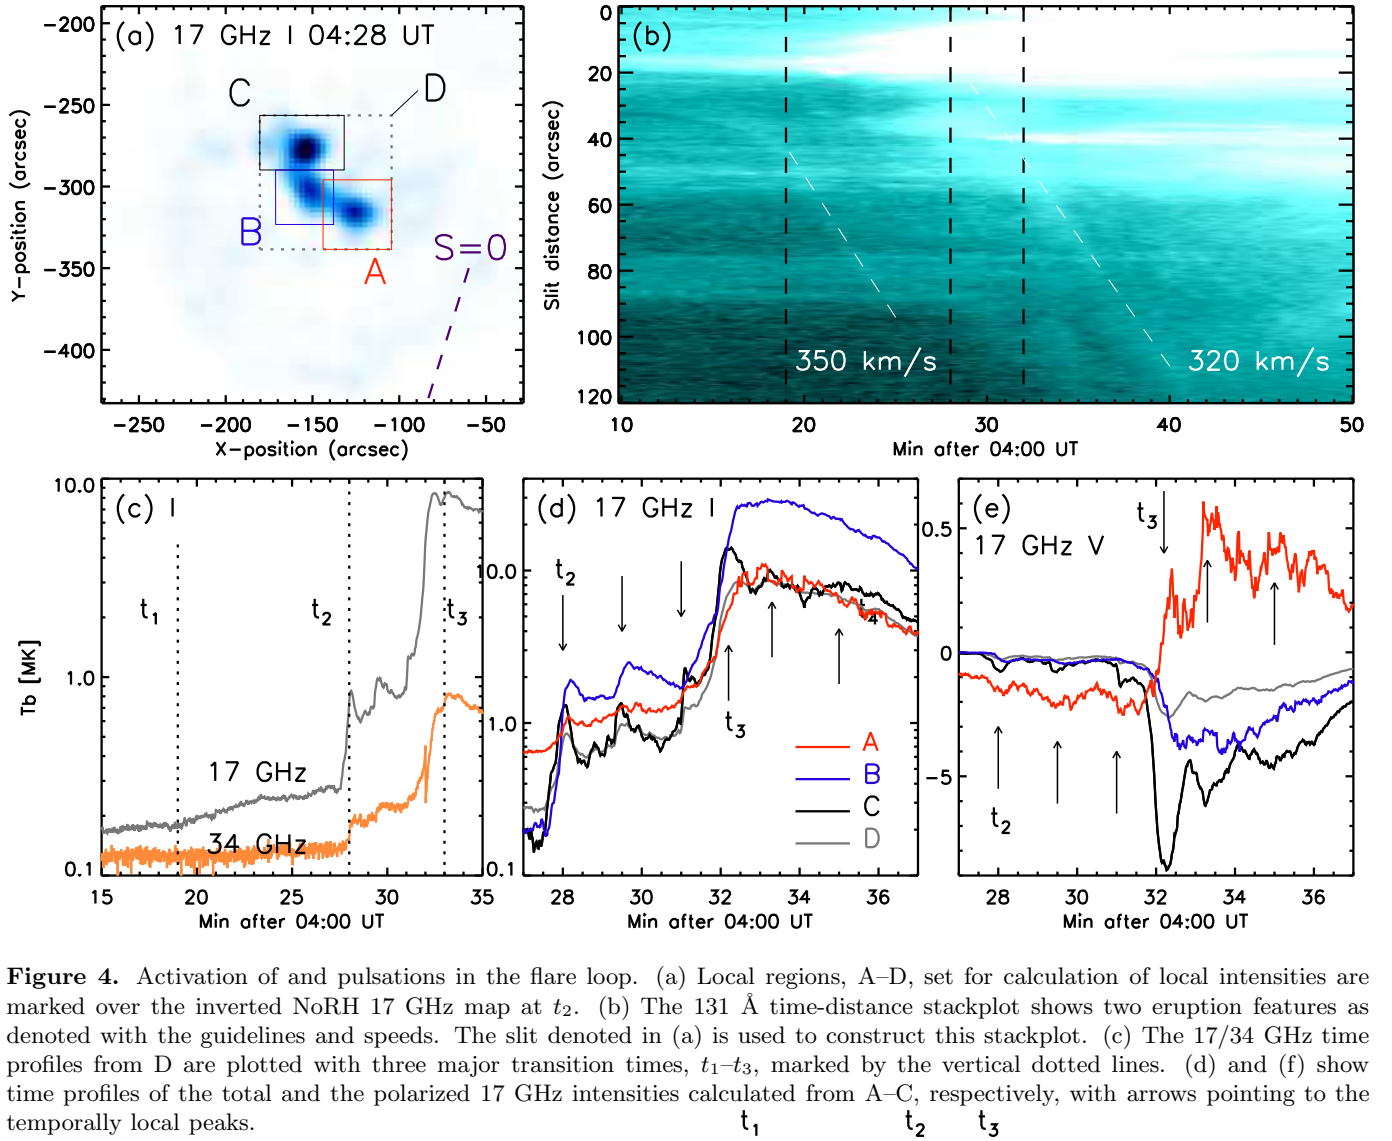 (a) 17 GHz I 04:28 UT
C
D
B
A
S=0
−200
−250
−300
−350
−400
Y-position (arcsec)
−250 −200 −150 −100 −50
X-position (arcsec)
(b)
0
20
40
60
80
100
120
Slit distance (arcsec)
350 km/s
320 km/s
10 20 30 40 50
Min after 04:00 UT
(c) I
10.0
1.0
0.1
Tb [MK]
t1
t2
t3
17 GHz
34 GHz
15 20 25 30 35
Min after 04:00 UT
(d) 17 GHz I
10.0
1.0
0.1
t2
t3
t4
A
B
C
D
28 30 32 34 36
Min after 04:00 UT
(e)
17 GHz V
0.5
0
−5
t3
t2
28 30 32 34 36
Min after 04:00 UT
Figure 4. Activation of and pulsations in the flare loop. (a) Local regions, A–D, set for calculation of local intensities are
marked over the inverted NoRH 17 GHz map at t2. (b) The 131 Å time-distance stackplot shows two eruption features as
denoted with the guidelines and speeds. The slit denoted in (a) is used to construct this stackplot. (c) The 17/34 GHz time
profiles from D are plotted with three major transition times, t1–t3, marked by the vertical dotted lines. (d) and (f) show
time profiles of the total and the polarized 17 GHz intensities calculated from A–C, respectively, with arrows pointing to the
temporally local peaks.
t1 t2 t3